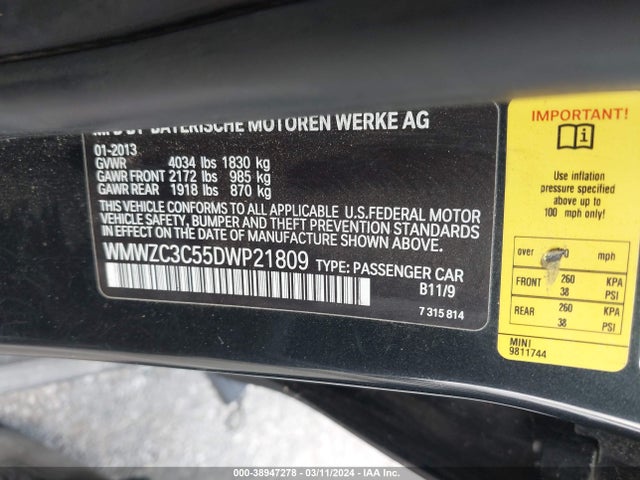 MFG BY BAYERISCHE MOTOREN WERKE AG
01-2013
GVWR 4034 lbs 1830 kg
GAWR FRONT 2172 lbs 985 kg
GAWR REAR 1918 lbs 870 kg
THIS VEHICLE CONFORMS TO ALL APPLICABLE U.S.FEDERAL MOTOR
VEHICLE SAFETY, BUMPER AND THEFT PREVENTION STANDARDS
IN EFFECT ON THE DATE OF MANUFACTURE SHOWN ABOVE.
WMWZC3C55DWP21809 TYPE: PASSENGER CAR
B11/9
7 315 814
IMPORTANT!
Use inflation
pressure specified
above for up to
100 mph only!
over mph
FRONT 260 KPA
38 PSI
REAR 260 KPA
38 PSI
MINI
9811744
000-38947278 - 03/11/2024 - IAA Inc.